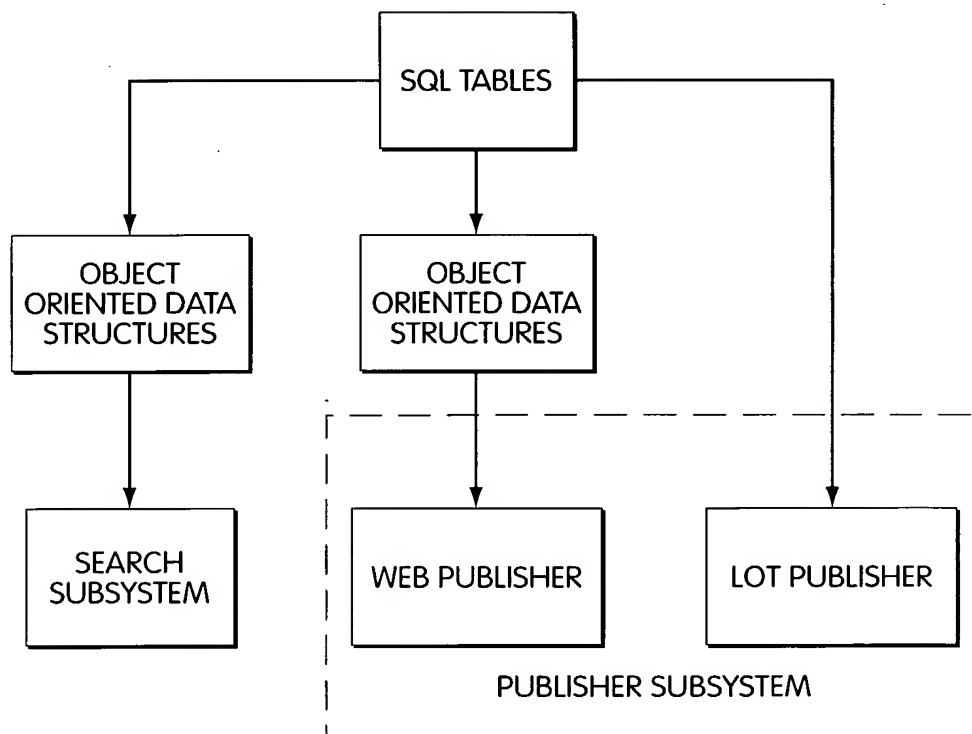 SQL TABLES
OBJECT
ORIENTED DATA
STRUCTURES
OBJECT
ORIENTED DATA
STRUCTURES
SEARCH
SUBSYSTEM
WEB PUBLISHER
LOT PUBLISHER
PUBLISHER SUBSYSTEM